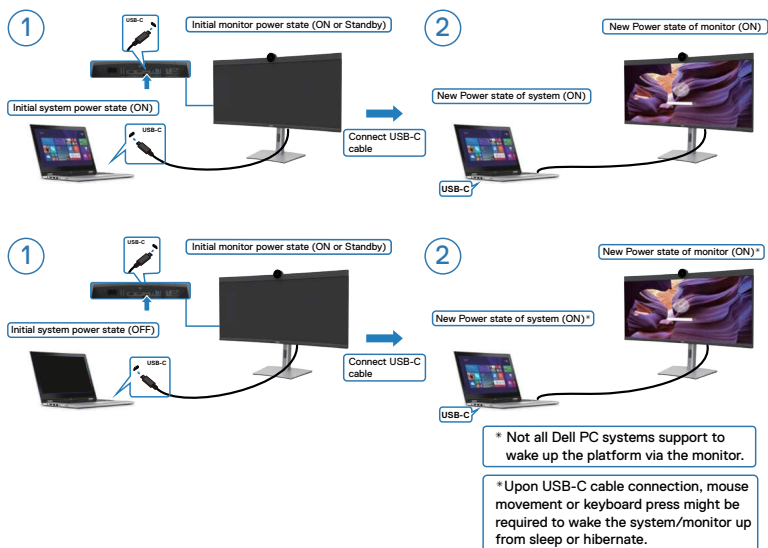 1
USB-C
Initial monitor power state (ON or Standby)
Initial system power state (ON)
USB-C
Connect USB-C
cable
2
New Power state of monitor (ON)
New Power state of system (ON)
USB-C
1
USB-C
Initial monitor power state (ON or Standby)
Initial system power state (OFF)
USB-C
Connect USB-C
cable
2
New Power state of monitor (ON)*
New Power state of system (ON)*
USB-C
* Not all Dell PC systems support to
wake up the platform via the monitor.
*Upon USB-C cable connection, mouse
movement or keyboard press might be
required to wake the system/monitor up
from sleep or hibernate.